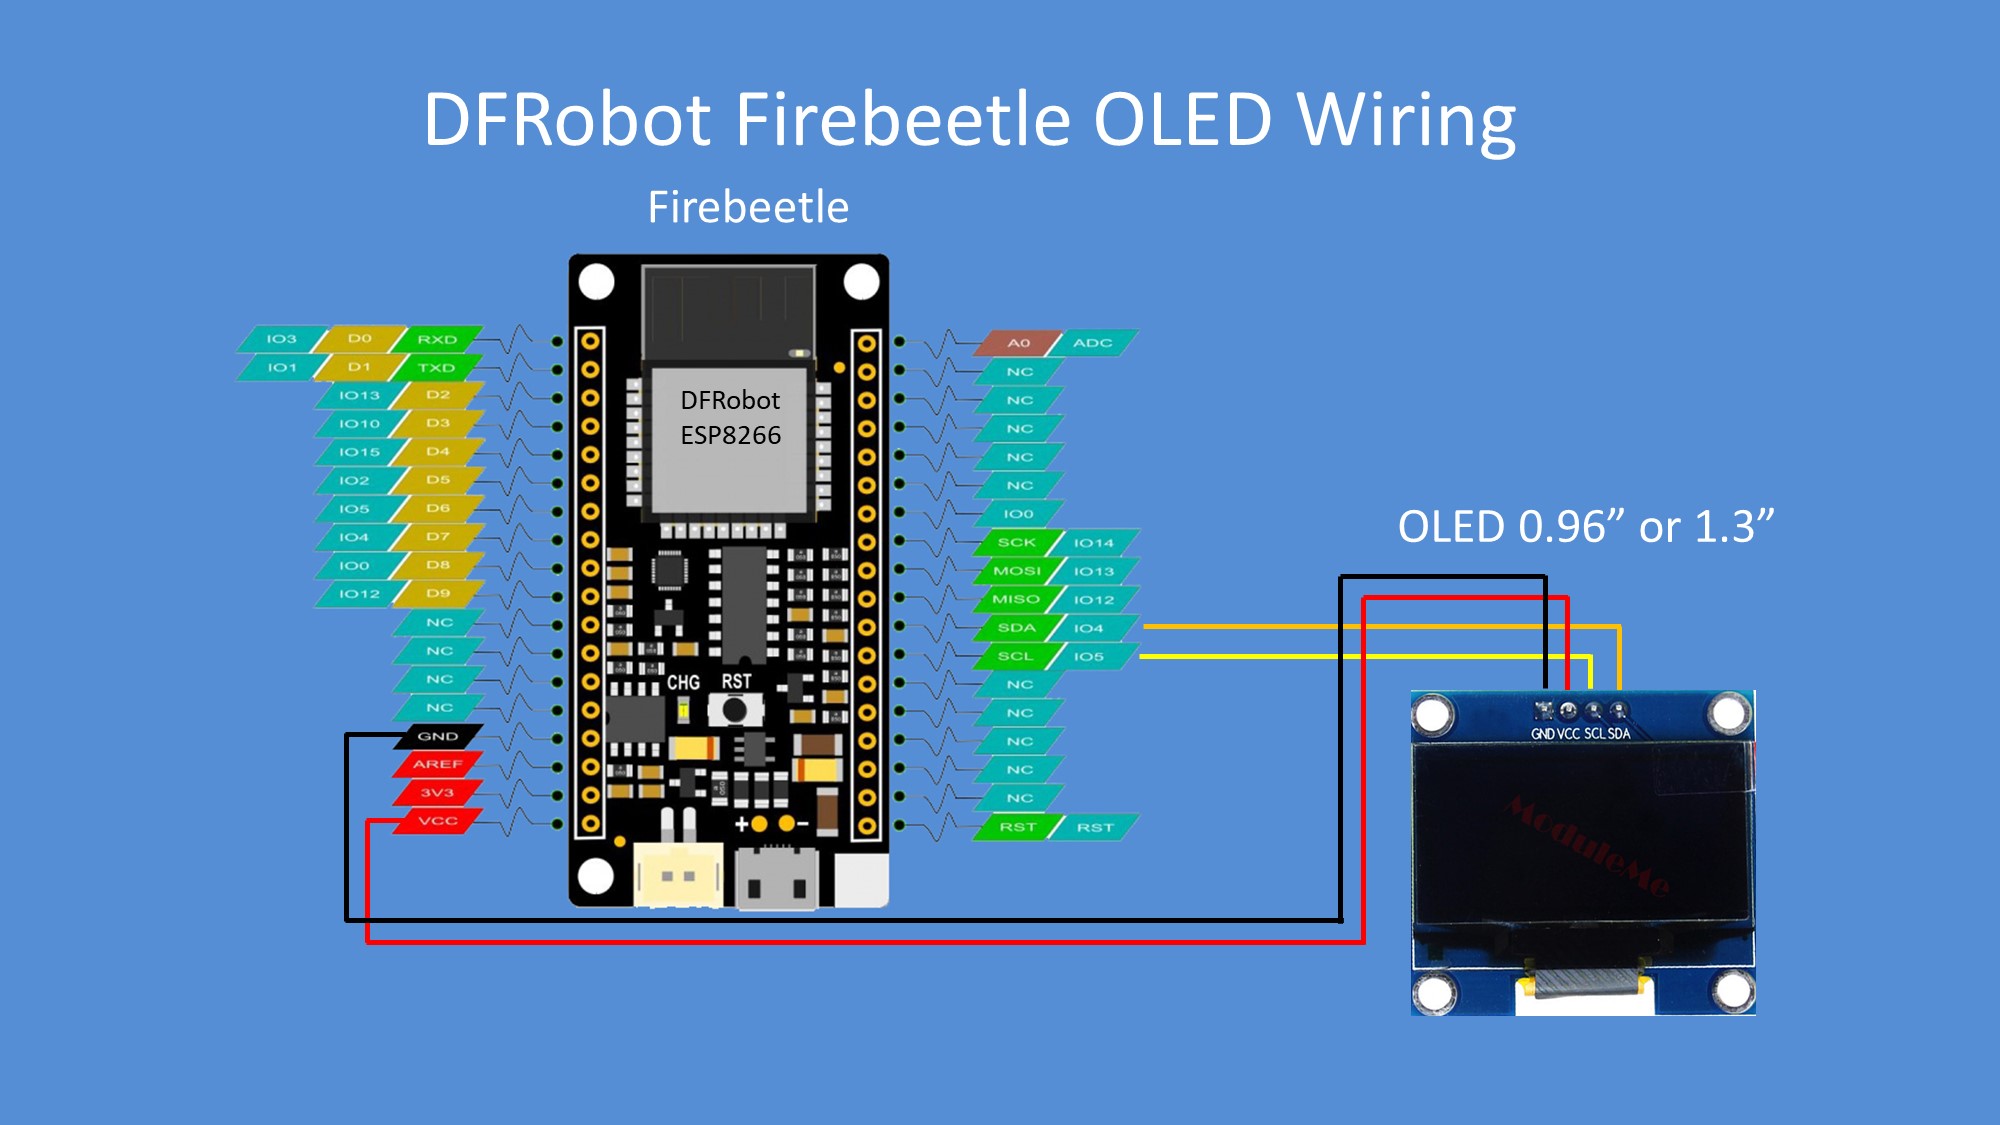 DFRobot Firebeetle OLED Wiring
Firebeetle
IO3 D0 RXD
IO1 D1 TXD
IO13 D2
IO10 D3
IO15 D4
IO2 D5
IO5 D6
IO4 D7
IO0 D8
IO12 D9
NC
NC
NC
NC
GND
AREF
3V3
VCC
DFRobot
ESP8266
CHG RST
+ -
A0 ADC
NC
NC
NC
NC
NC
IO0
SCK IO14
MOSI IO13
MISO IO12
SDA IO4
SCL IO5
NC
NC
NC
NC
NC
RST RST
OLED 0.96” or 1.3”
GND VCC SCL SDA
ModuleMe